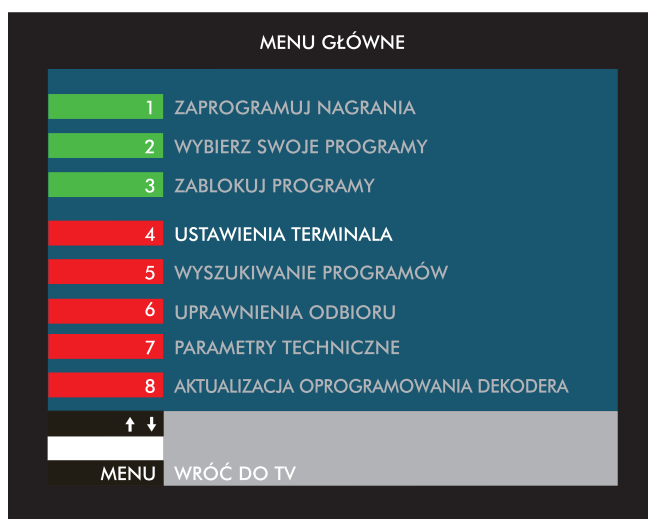 MENU GŁÓWNE
1 ZAPROGRAMUJ NAGRANIA
2 WYBIERZ SWOJE PROGRAMY
3 ZABLOKUJ PROGRAMY
4 USTAWIENIA TERMINALA
5 WYSZUKIWANIE PROGRAMÓW
6 UPRAWNIENIA ODBIORU
7 PARAMETRY TECHNICZNE
8 AKTUALIZACJA OPROGRAMOWANIA DEKODERA
↑ ↓
MENU WRÓĆ DO TV